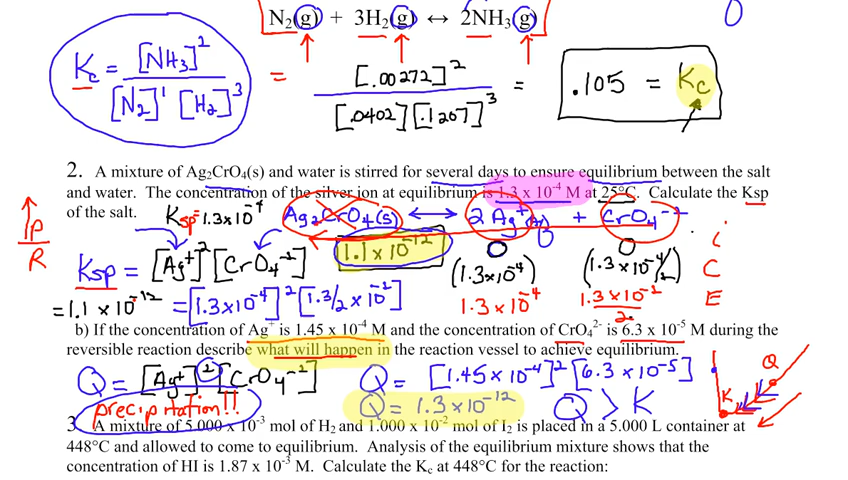 N₂(g) + 3H₂(g) ↔ 2NH₃(g)
K_c = [NH₃]² / [N₂]¹ [H₂]³ = [.00272]² / [.0402][.1207]³ = .105 = K_c
2. A mixture of Ag₂CrO₄(s) and water is stirred for several days to ensure equilibrium between the salt
and water. The concentration of the silver ion at equilibrium is 1.3 x 10⁻⁴ M at 25°C. Calculate the Ksp
of the salt.
Ksp = 1.3x10⁻⁴ Ag₂CrO₄(s) ↔ 2Ag⁺(aq) + CrO₄⁻²
P/R
Ksp = [Ag⁺]² [CrO₄⁻²] 1.1 x 10⁻¹² 0 0 i
(1.3x10⁻⁴) (1.3x10⁻⁴/2) C
= 1.1 x 10⁻¹² = [1.3x10⁻⁴]² [1.3/2 x 10⁻²] 1.3x10⁻⁴ 1.3x10⁻²/2 E
b) If the concentration of Ag⁺ is 1.45 x 10⁻⁴ M and the concentration of CrO₄²⁻ is 6.3 x 10⁻⁵ M during the
reversible reaction describe what will happen in the reaction vessel to achieve equilibrium.
Q = [Ag⁺]² [CrO₄⁻²] Q = [1.45 x 10⁻⁴]² [6.3 x 10⁻⁵] Q
precipitation!! Q = 1.3 x 10⁻¹² Q > K K
3. A mixture of 5.000 x 10⁻³ mol of H₂ and 1.000 x 10⁻² mol of I₂ is placed in a 5.000 L container at
448°C and allowed to come to equilibrium. Analysis of the equilibrium mixture shows that the
concentration of HI is 1.87 x 10⁻³ M. Calculate the K_c at 448°C for the reaction: